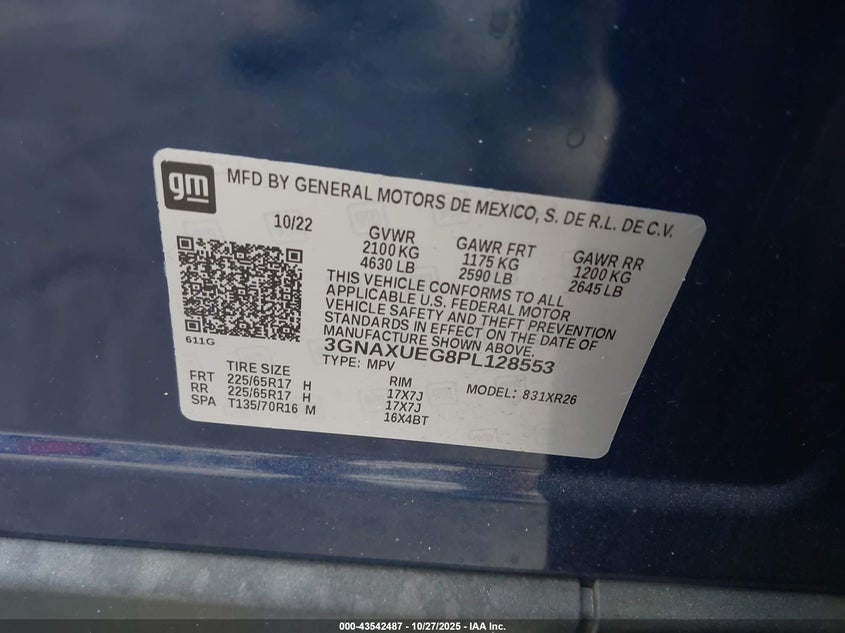 gm
MFD BY GENERAL MOTORS DE MEXICO, S. DE R.L. DE C.V.
10/22
GVWR
2100 KG
4630 LB
GAWR FRT
1175 KG
2590 LB
GAWR RR
1200 KG
2645 LB
THIS VEHICLE CONFORMS TO ALL
APPLICABLE U.S. FEDERAL MOTOR
VEHICLE SAFETY AND THEFT PREVENTION
STANDARDS IN EFFECT ON THE DATE OF
MANUFACTURE SHOWN ABOVE.
611G
3GNAXUEG8PL128553
TYPE: MPV
MODEL: 831XR26
TIRE SIZE RIM
FRT 225/65R17 H 17X7J
RR 225/65R17 H 17X7J
SPA T135/70R16 M 16X4BT
000-43542487 - 10/27/2025 - IAA Inc.